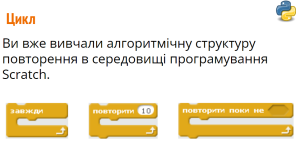 Цикл
Ви вже вивчали алгоритмічну структуру
повторення в середовищі програмування
Scratch.
завжди
повторити 10
повторити поки не